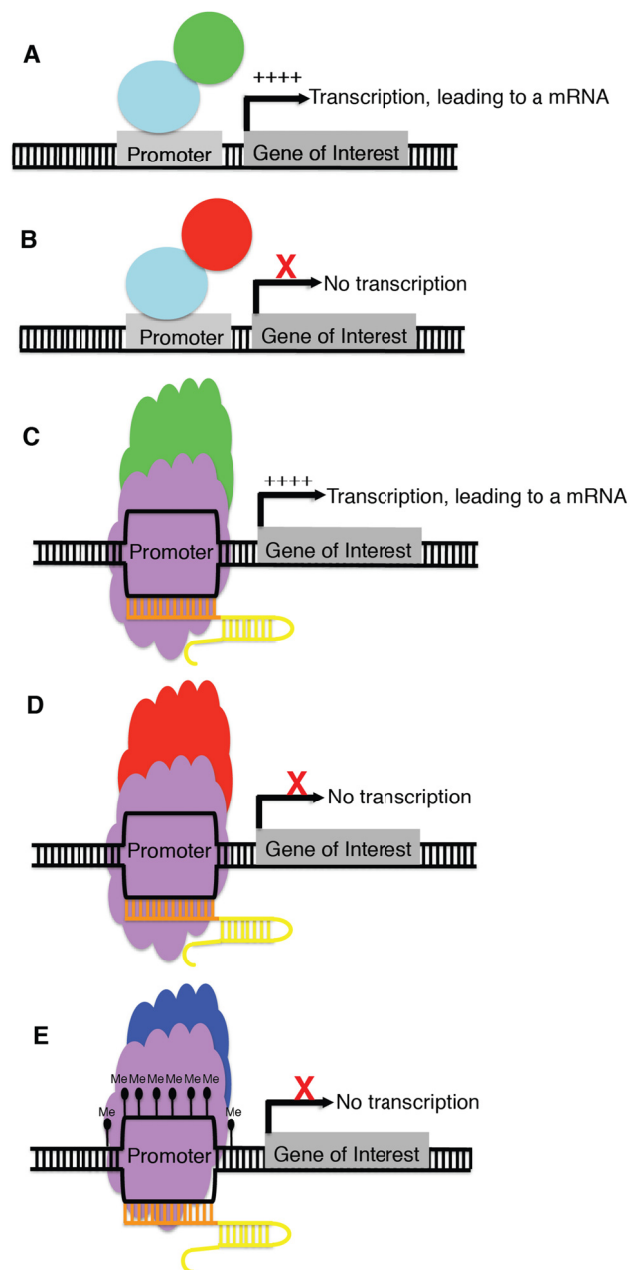 A
++++
Transcription, leading to a mRNA
Promoter
Gene of Interest
B
X
No transcription
Promoter
Gene of Interest
C
++++
Transcription, leading to a mRNA
Promoter
Gene of Interest
D
X
No transcription
Promoter
Gene of Interest
E
Me Me Me Me Me Me
X
No transcription
Me
Me
Promoter
Gene of Interest